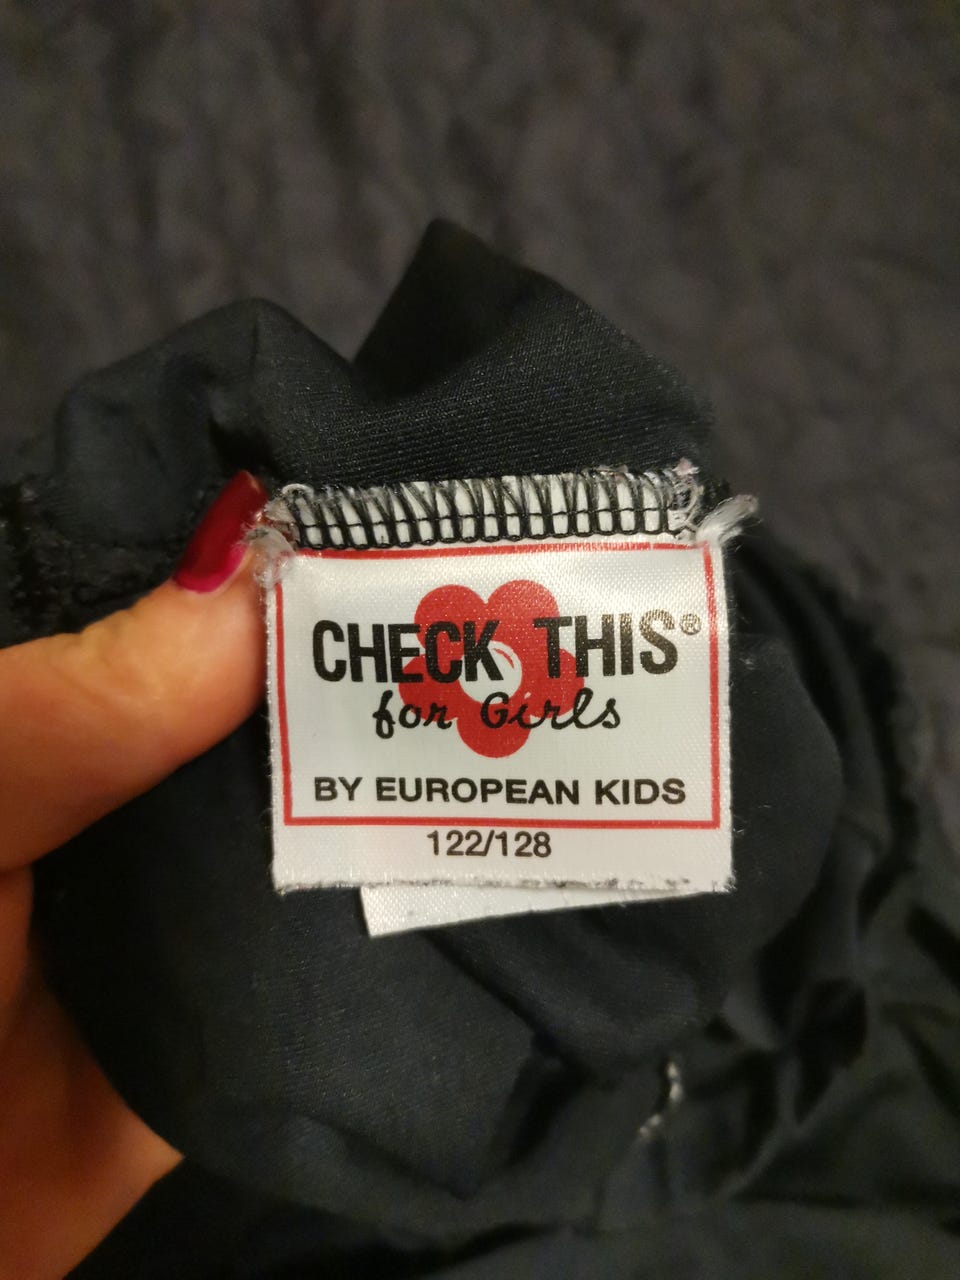 CHECK THIS®
for Girls
BY EUROPEAN KIDS
122/128